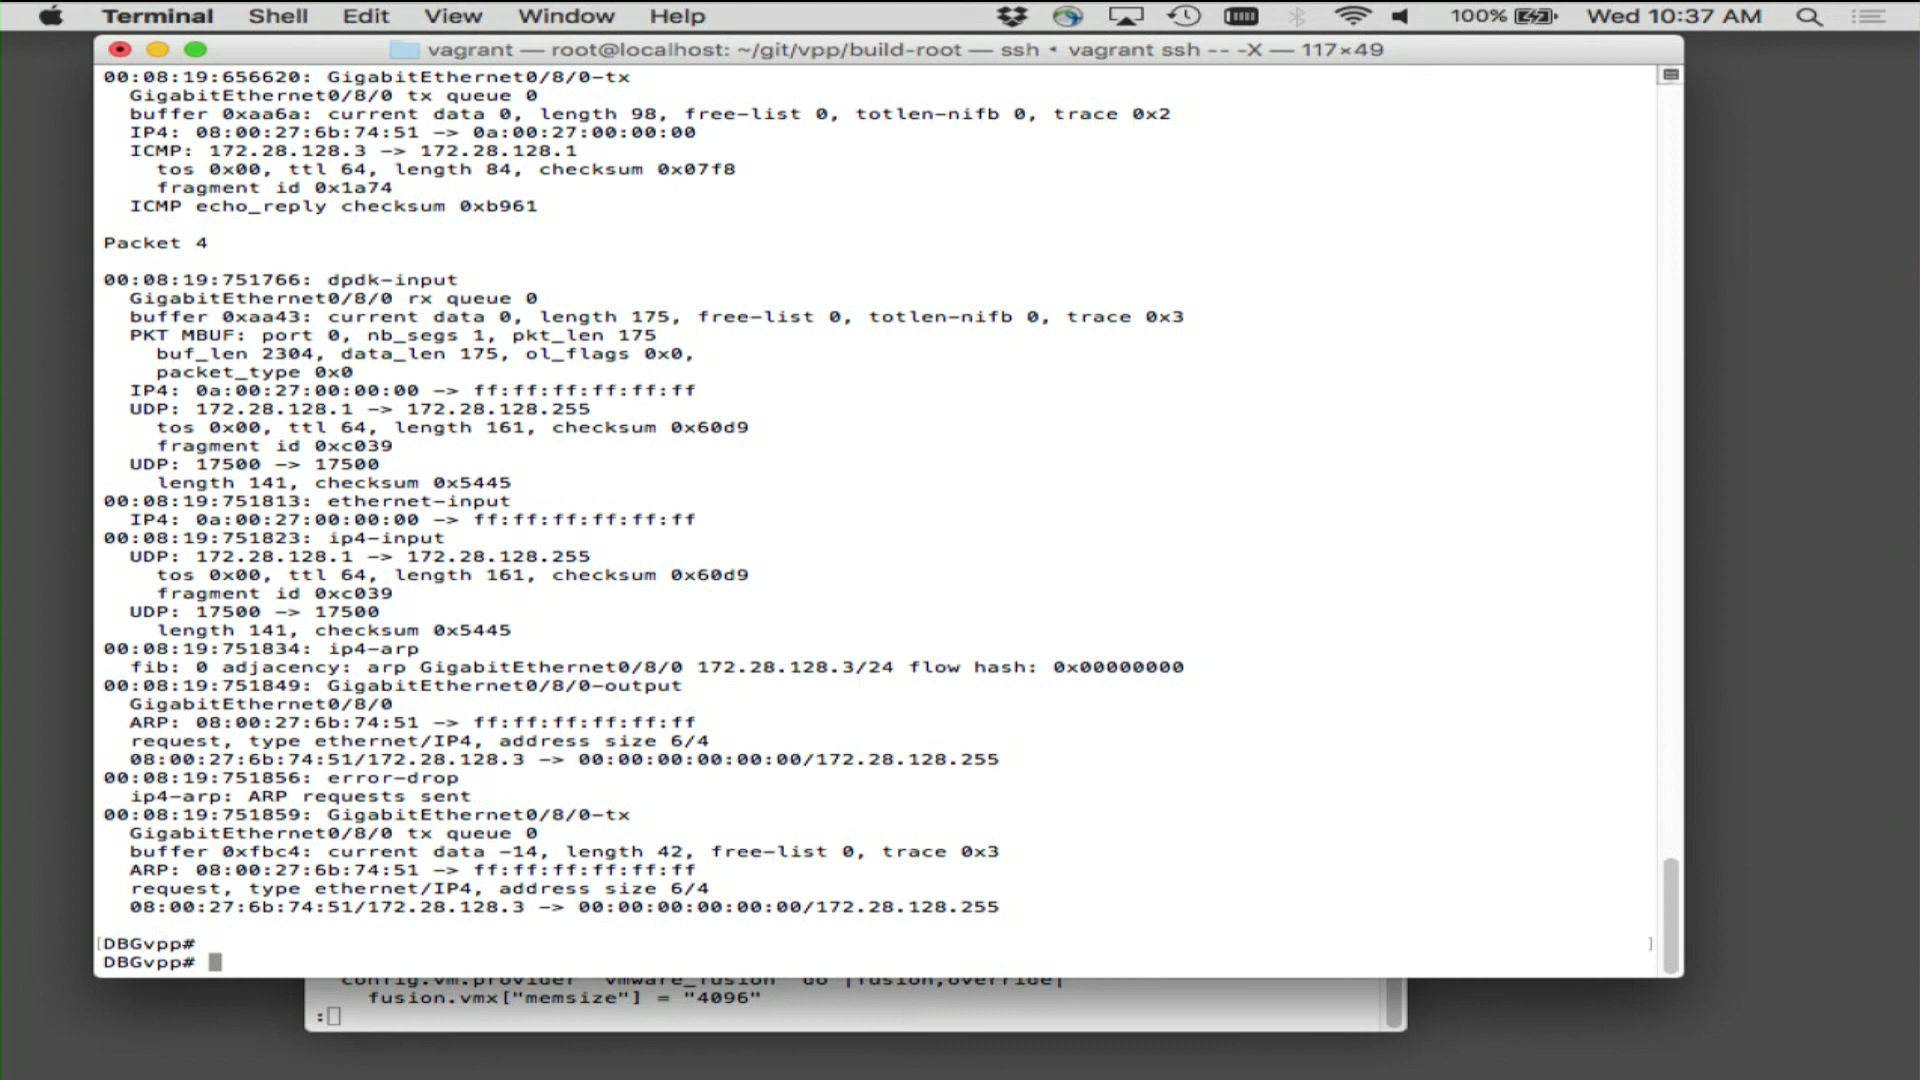 Terminal Shell Edit View Window Help 100% Wed 10:37 AM
vagrant — root@localhost: ~/git/vpp/build-root — ssh • vagrant ssh -- -X — 117×49
00:08:19:656620: GigabitEthernet0/8/0-tx
GigabitEthernet0/8/0 tx queue 0
buffer 0xaa6a: current data 0, length 98, free-list 0, totlen-nifb 0, trace 0x2
IP4: 08:00:27:6b:74:51 -> 0a:00:27:00:00:00
ICMP: 172.28.128.3 -> 172.28.128.1
tos 0x00, ttl 64, length 84, checksum 0x07f8
fragment id 0x1a74
ICMP echo_reply checksum 0xb961
Packet 4
00:08:19:751766: dpdk-input
GigabitEthernet0/8/0 rx queue 0
buffer 0xaa43: current data 0, length 175, free-list 0, totlen-nifb 0, trace 0x3
PKT MBUF: port 0, nb_segs 1, pkt_len 175
buf_len 2304, data_len 175, ol_flags 0x0,
packet_type 0x0
IP4: 0a:00:27:00:00:00 -> ff:ff:ff:ff:ff:ff
UDP: 172.28.128.1 -> 172.28.128.255
tos 0x00, ttl 64, length 161, checksum 0x60d9
fragment id 0xc039
UDP: 17500 -> 17500
length 141, checksum 0x5445
00:08:19:751813: ethernet-input
IP4: 0a:00:27:00:00:00 -> ff:ff:ff:ff:ff:ff
00:08:19:751823: ip4-input
UDP: 172.28.128.1 -> 172.28.128.255
tos 0x00, ttl 64, length 161, checksum 0x60d9
fragment id 0xc039
UDP: 17500 -> 17500
length 141, checksum 0x5445
00:08:19:751834: ip4-arp
fib: 0 adjacency: arp GigabitEthernet0/8/0 172.28.128.3/24 flow hash: 0x00000000
00:08:19:751849: GigabitEthernet0/8/0-output
GigabitEthernet0/8/0
ARP: 08:00:27:6b:74:51 -> ff:ff:ff:ff:ff:ff
request, type ethernet/IP4, address size 6/4
08:00:27:6b:74:51/172.28.128.3 -> 00:00:00:00:00:00/172.28.128.255
00:08:19:751856: error-drop
ip4-arp: ARP requests sent
00:08:19:751859: GigabitEthernet0/8/0-tx
GigabitEthernet0/8/0 tx queue 0
buffer 0xfbc4: current data -14, length 42, free-list 0, trace 0x3
ARP: 08:00:27:6b:74:51 -> ff:ff:ff:ff:ff:ff
request, type ethernet/IP4, address size 6/4
08:00:27:6b:74:51/172.28.128.3 -> 00:00:00:00:00:00/172.28.128.255
[DBGvpp# ]
DBGvpp#
config.vm.provider "vmware_fusion" do |fusion,override|
fusion.vmx["memsize"] = "4096"
: